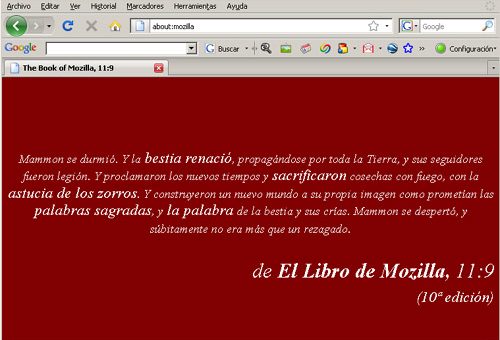 Archivo Editar Ver Historial Marcadores Herramientas Ayuda
about:mozilla Google
Google Buscar » Configuración
The Book of Mozilla, 11:9
Mammon se durmió. Y la bestia renació, propagándose por toda la Tierra, y sus seguidores
fueron legión. Y proclamaron los nuevos tiempos y sacrificaron cosechas con fuego, con la
astucia de los zorros. Y construyeron un nuevo mundo a su propia imagen como prometían las
palabras sagradas, y la palabra de la bestia y sus crías. Mammon se despertó, y
súbitamente no era más que un rezagado.
de El Libro de Mozilla, 11:9
(10ª edición)